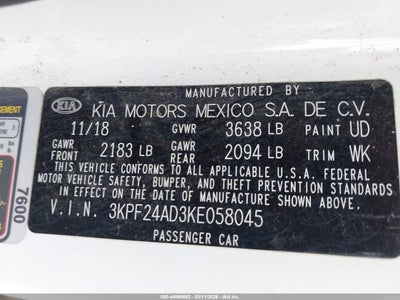 MANUFACTURED BY
KIA KIA MOTORS MEXICO S.A. DE C.V.
11/18 GVWR 3638 LB PAINT UD
GAWR FRONT 2183 LB GAWR REAR 2094 LB TRIM WK
THIS VEHICLE CONFORMS TO ALL APPLICABLE U.S.A. FEDERAL
MOTOR VEHICLE SAFETY, BUMPER, AND THEFT PREVENTION STANDARDS
IN EFFECT ON THE DATE OF MANUFACTURE SHOWN ABOVE.
V.I.N. 3KPF24AD3KE058045
PASSENGER CAR
7600